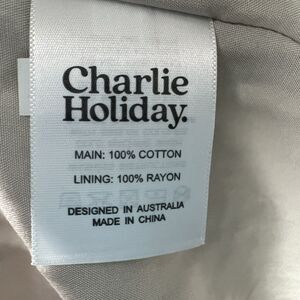 Charlie
Holiday.
MAIN: 100% COTTON
LINING: 100% RAYON
DESIGNED IN AUSTRALIA
MADE IN CHINA